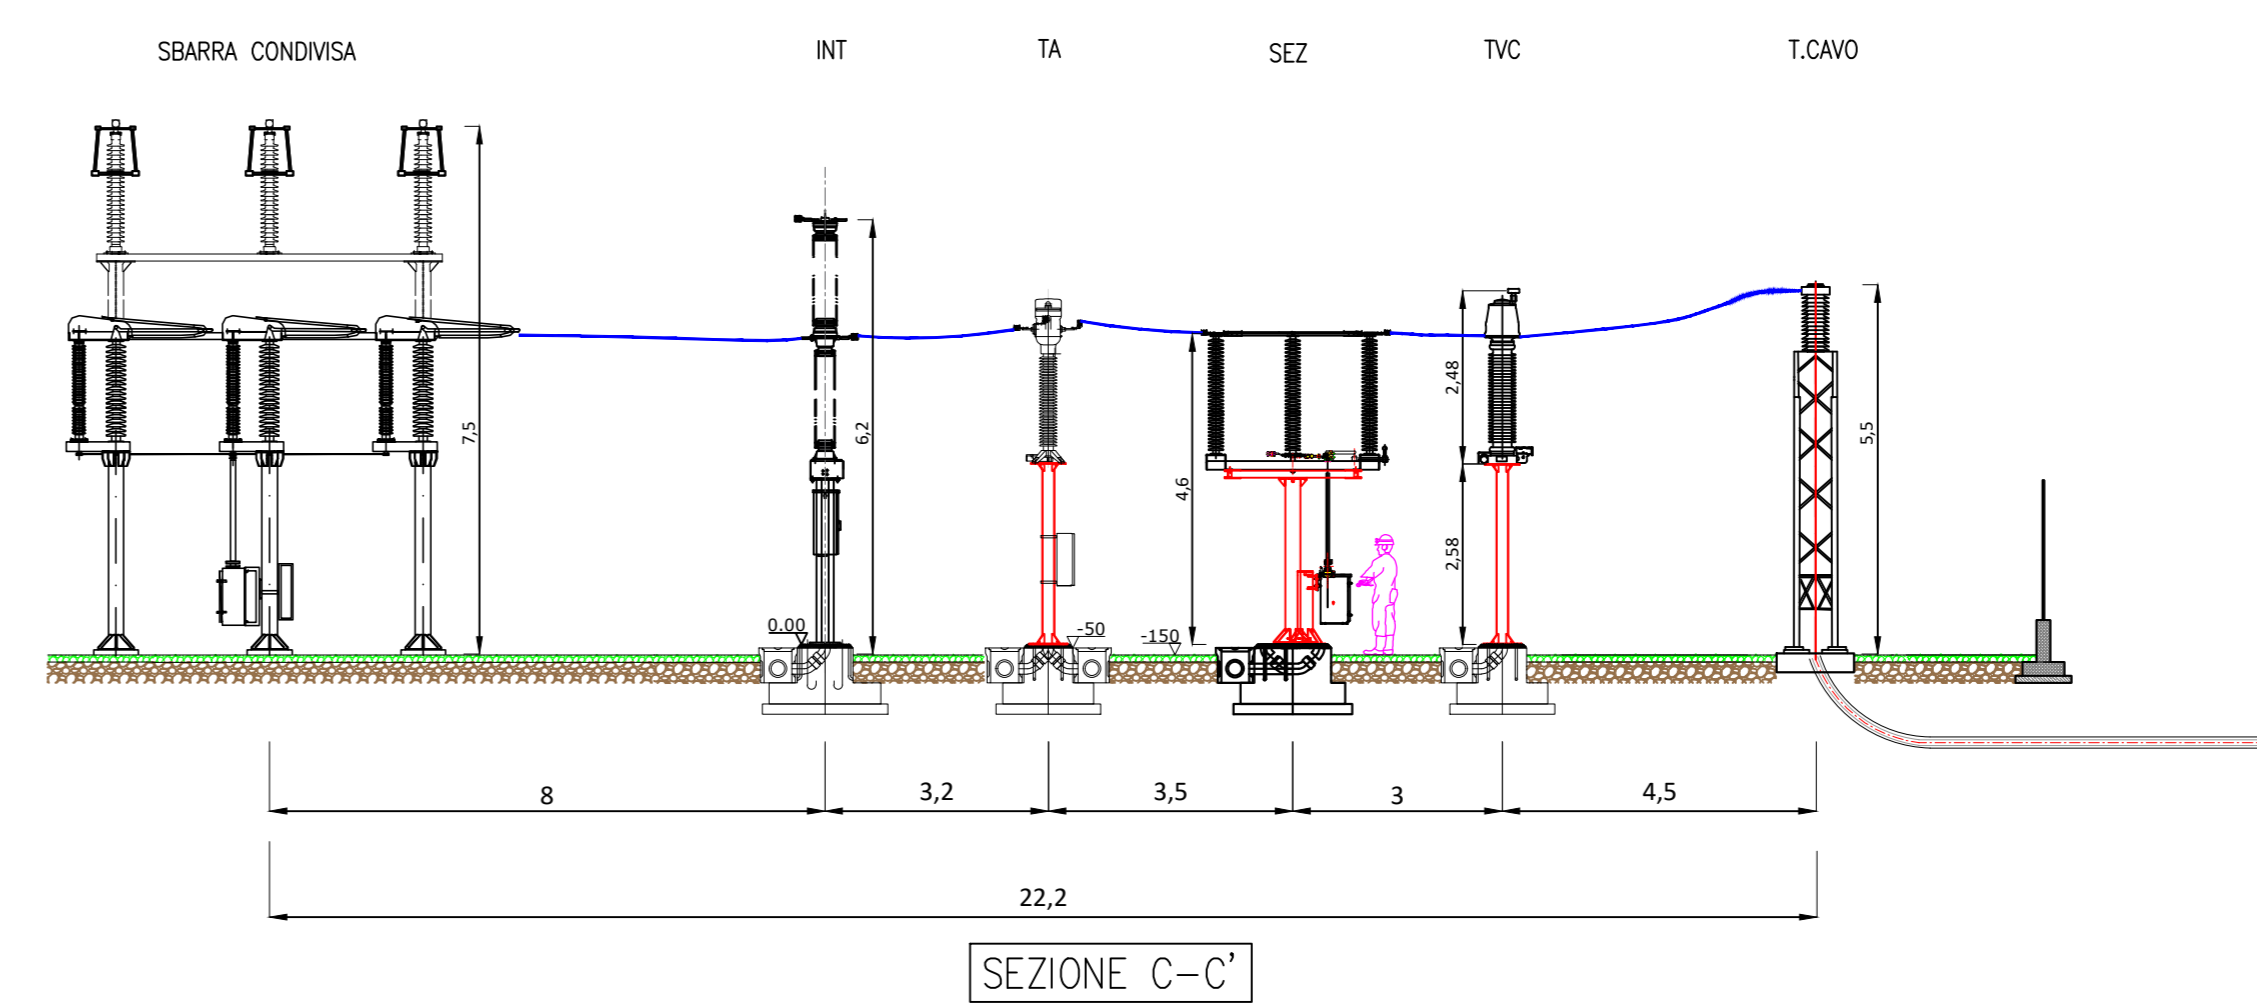 SBARRA CONDIVISA
INT
TA
SEZ
TVC
T.CAVO
7,5
6,2
4,6
2,48
2,58
5,5
0.00
-50
-150
8
3,2
3,5
3
4,5
22,2
SEZIONE C-C'